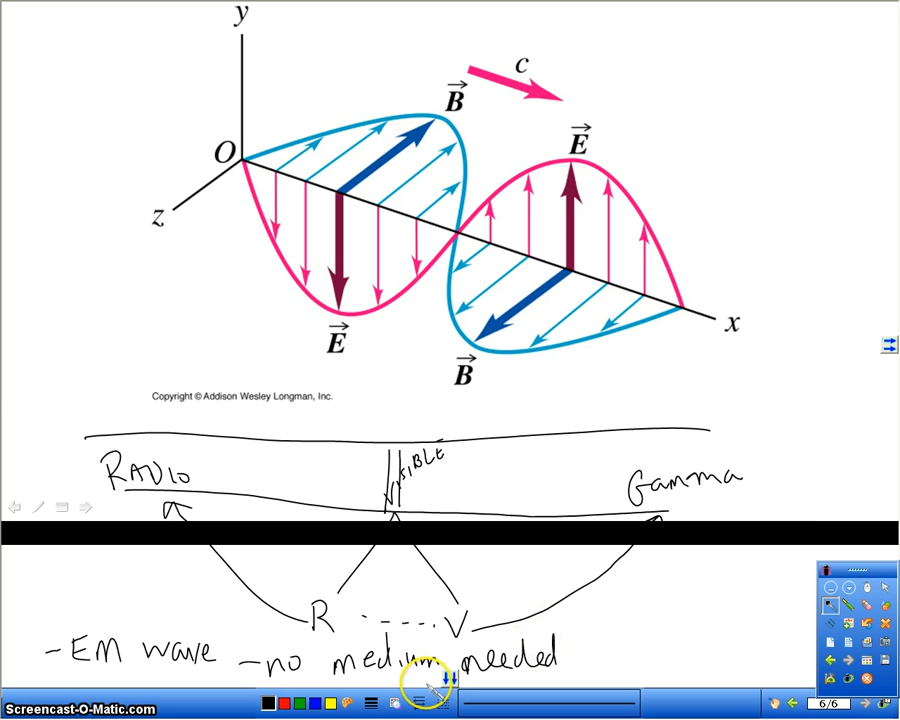 y
c
B
E
O
z
x
E
B
Copyright © Addison Wesley Longman, Inc.
RADIO VISIBLE Gamma
R - - - - V
- EM wave - no medium needed
Screencast-O-Matic.com
6/6